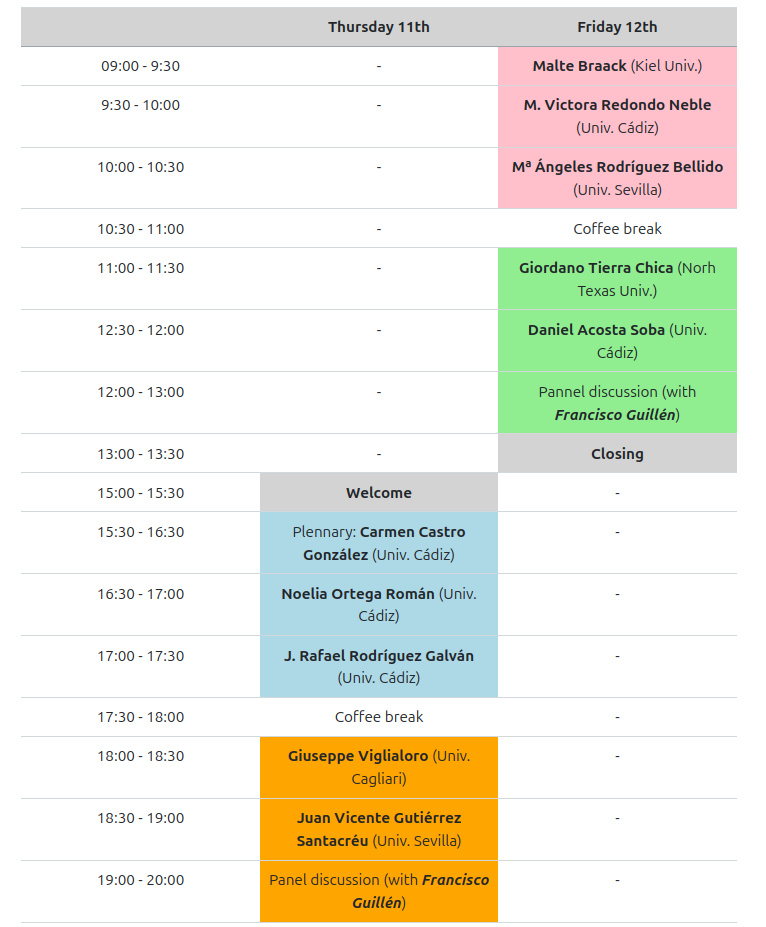 Thursday 11th Friday 12th
09:00 - 9:30 - Malte Braack (Kiel Univ.)
9:30 - 10:00 - M. Victora Redondo Neble
(Univ. Cádiz)
10:00 - 10:30 - Mª Ángeles Rodríguez Bellido
(Univ. Sevilla)
10:30 - 11:00 - Coffee break
11:00 - 11:30 - Giordano Tierra Chica (Norh
Texas Univ.)
12:30 - 12:00 - Daniel Acosta Soba (Univ.
Cádiz)
12:00 - 13:00 - Pannel discussion (with
Francisco Guillén)
13:00 - 13:30 - Closing
15:00 - 15:30 Welcome -
15:30 - 16:30 Plennary: Carmen Castro -
González (Univ. Cádiz)
16:30 - 17:00 Noelia Ortega Román (Univ. -
Cádiz)
17:00 - 17:30 J. Rafael Rodríguez Galván -
(Univ. Cádiz)
17:30 - 18:00 Coffee break -
18:00 - 18:30 Giuseppe Viglialoro (Univ. -
Cagliari)
18:30 - 19:00 Juan Vicente Gutiérrez -
Santacréu (Univ. Sevilla)
19:00 - 20:00 Panel discussion (with Francisco -
Guillén)